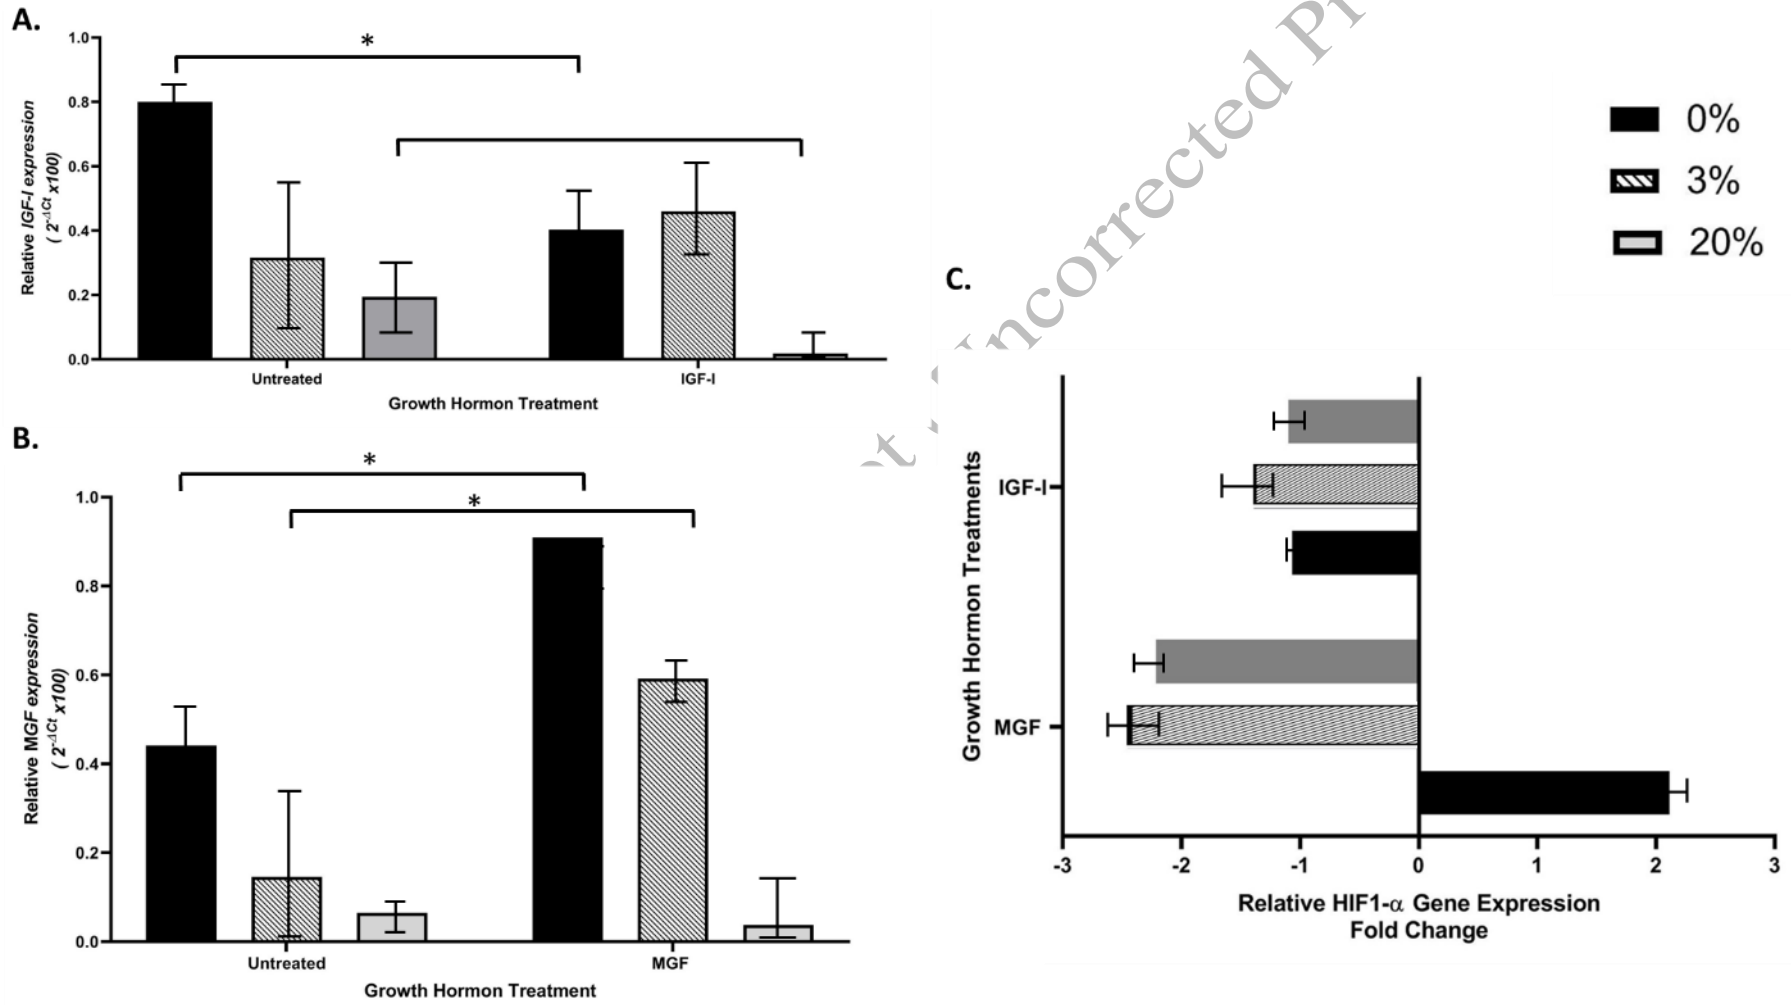 A.
1.0
*
0.8
0.6
0.4
0.2
0.0
Relative IGF-I expression
( 2-ΔCt x100)
Untreated
IGF-I
Growth Hormon Treatment
B.
*
*
1.0
0.8
0.6
0.4
0.2
0.0
Relative MGF expression
( 2-ΔCt x100)
Untreated
MGF
Growth Hormon Treatment
0%
3%
20%
C.
Growth Hormon Treatments
IGF-I
MGF
-3 -2 -1 0 1 2 3
Relative HIF1-α Gene Expression
Fold Change
Incorrected